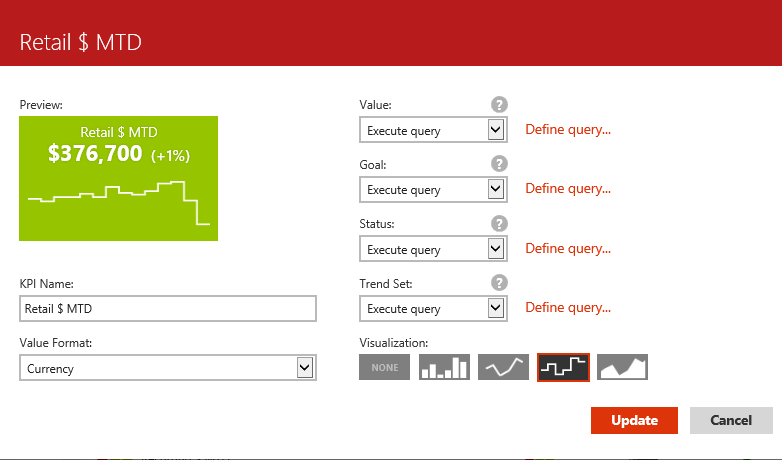 Retail $ MTD
Preview:
Retail $ MTD
$376,700 (+1%)
KPI Name:
Retail $ MTD
Value Format:
Currency
Value: ?
Execute query Define query...
Goal: ?
Execute query Define query...
Status: ?
Execute query Define query...
Trend Set: ?
Execute query Define query...
Visualization:
NONE
Update Cancel